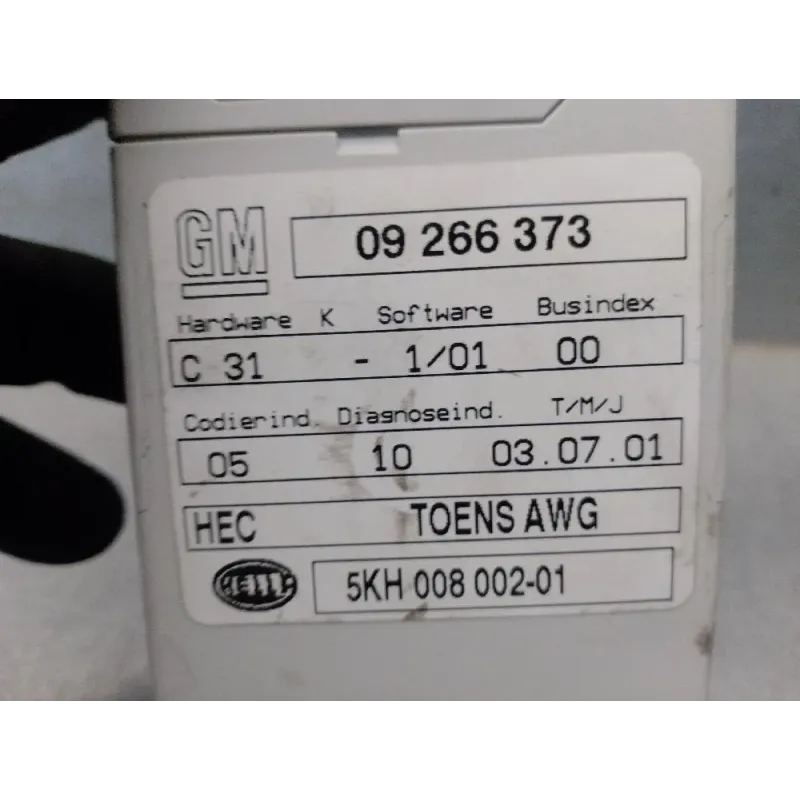 GM
09 266 373
Hardware K Software Busindex
C 31 - 1/01 00
Codierind. Diagnoseind. T/M/J
05 10 03.07.01
HEC TOENS AWG
HELLA
5KH 008 002-01